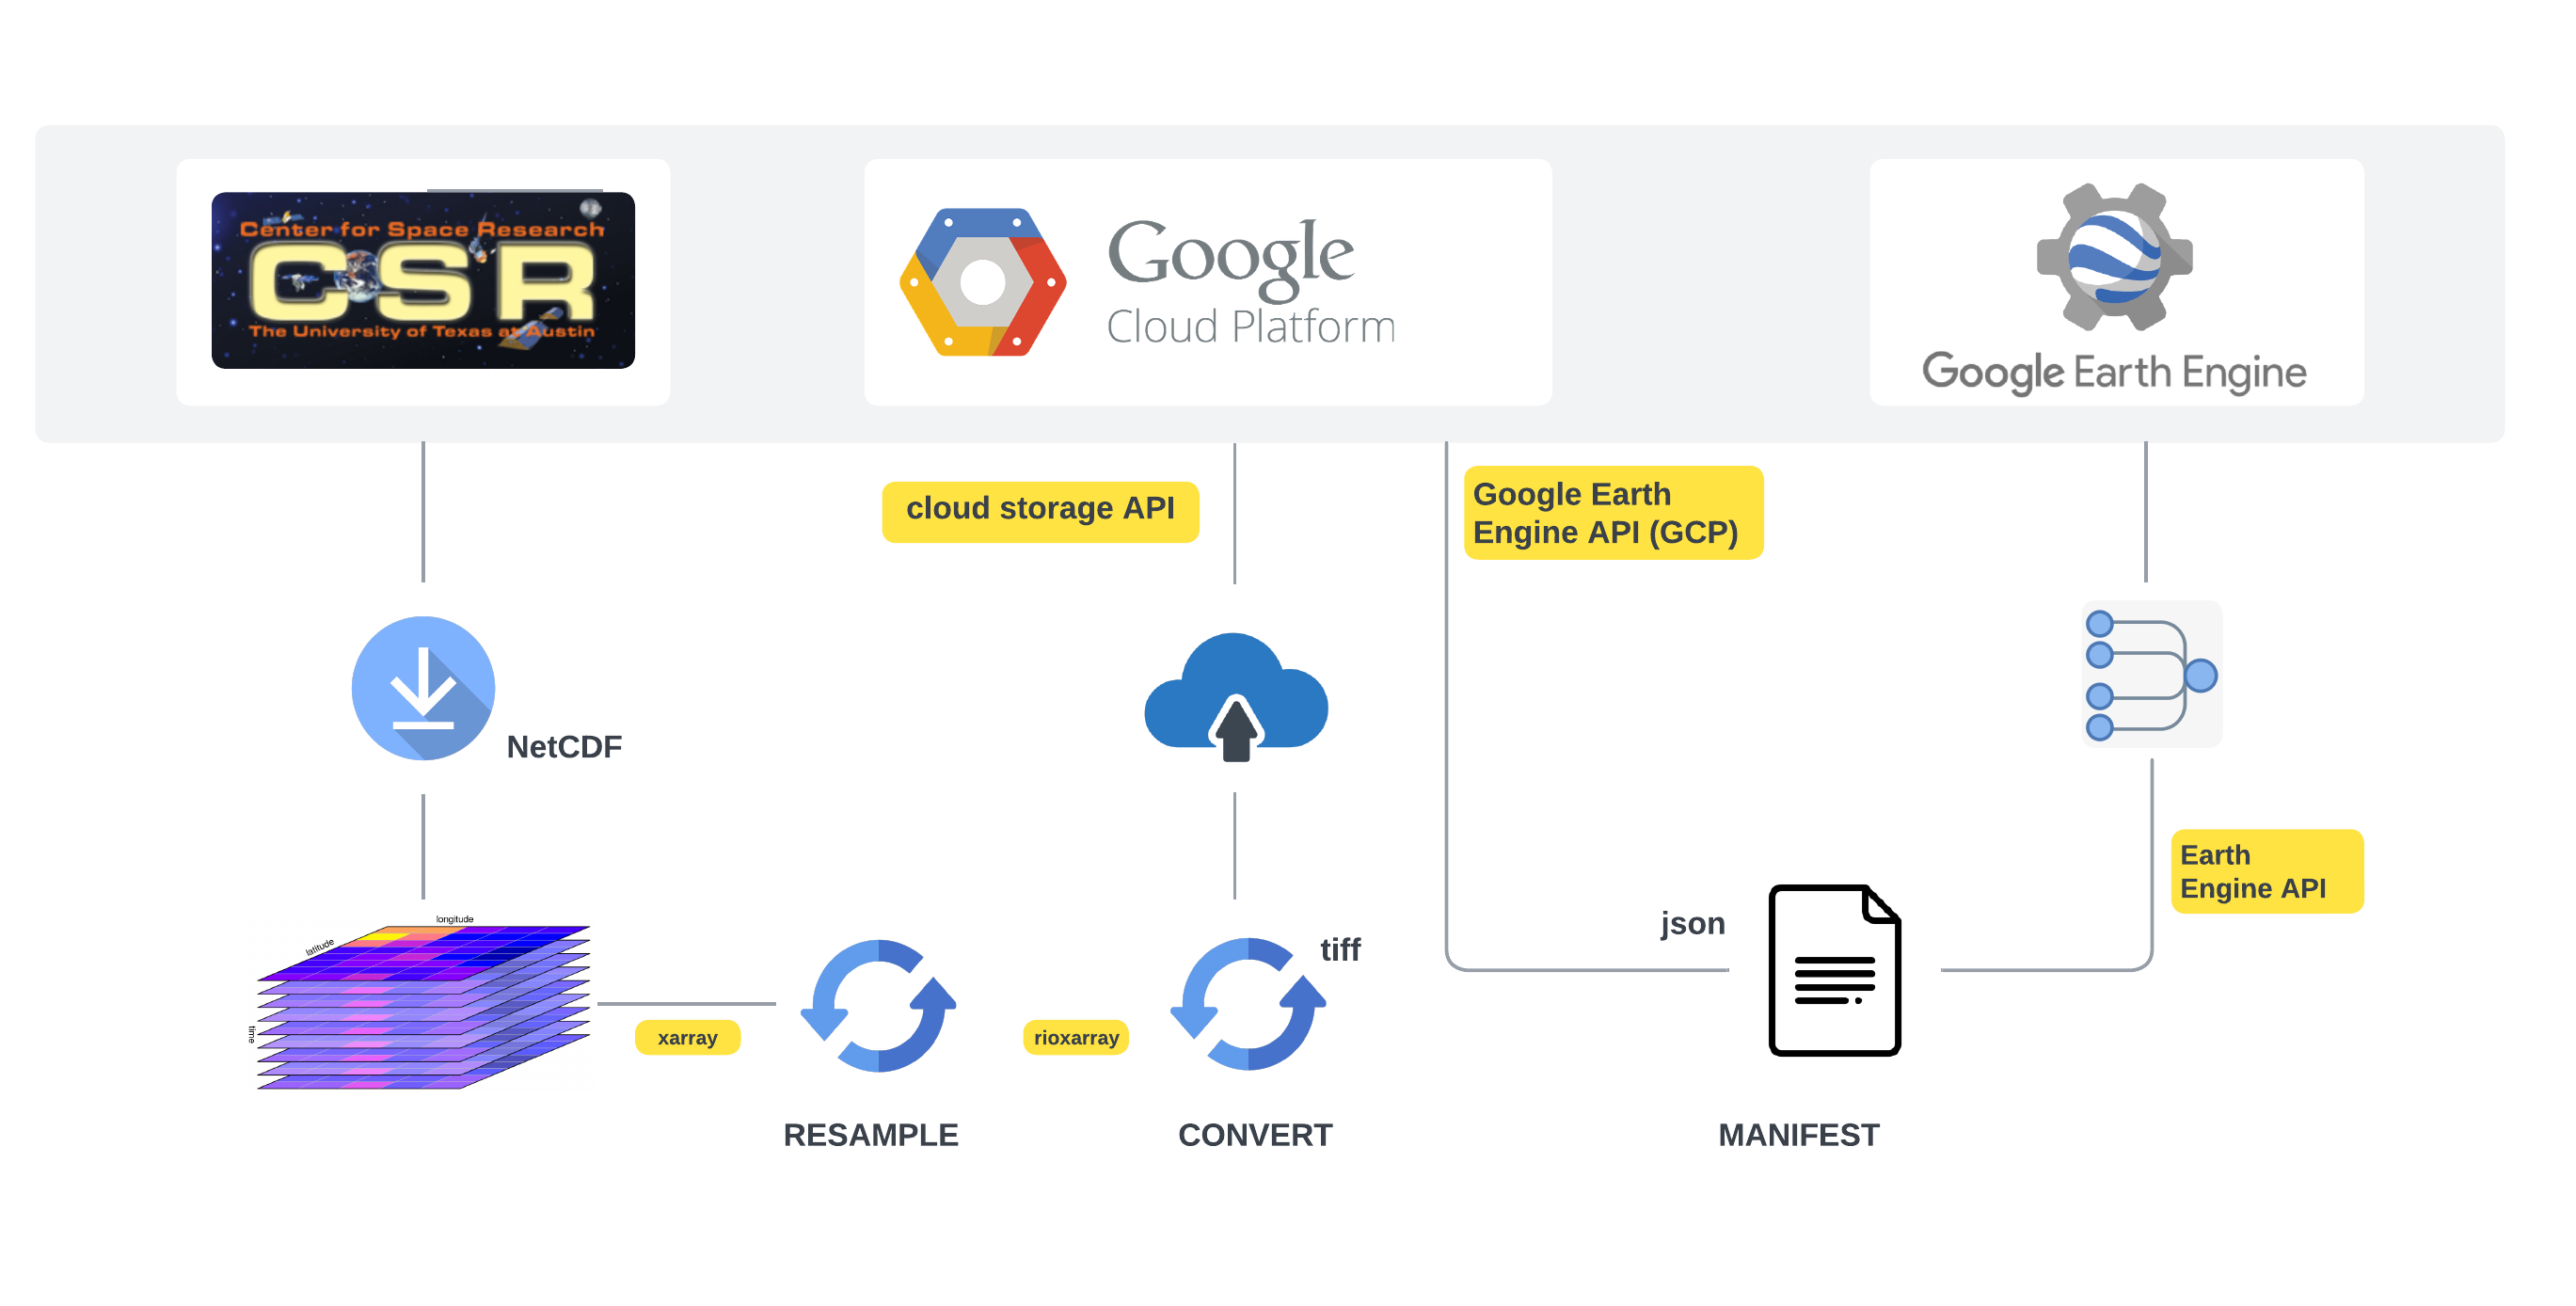 Center for Space Research
CSR
The University of Texas at Austin
Google
Cloud Platform
Google Earth Engine
cloud storage API
Google Earth
Engine API (GCP)
NetCDF
Earth
Engine API
longitude
latitude
time
xarray
rioxarray
tiff
json
RESAMPLE
CONVERT
MANIFEST